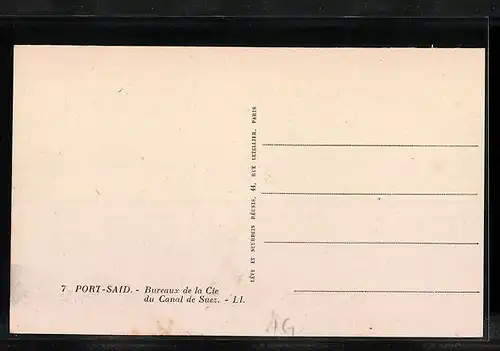 LÉVY ET NEURDEIN RÉUNIS, 44, RUE LETELLIER, PARIS
7 PORT-SAID. - Bureaux de la Cie
du Canal de Suez. - LL.
AG